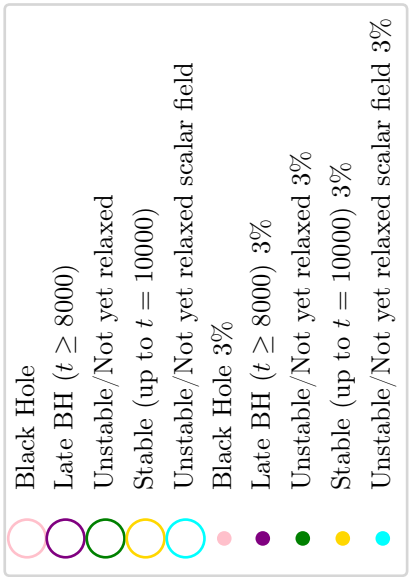 Black Hole
Late BH (t ≥ 8000)
Unstable/Not yet relaxed
Stable (up to t = 10000)
Unstable/Not yet relaxed scalar field
Black Hole 3%
Late BH (t ≥ 8000) 3%
Unstable/Not yet relaxed 3%
Stable (up to t = 10000) 3%
Unstable/Not yet relaxed scalar field 3%